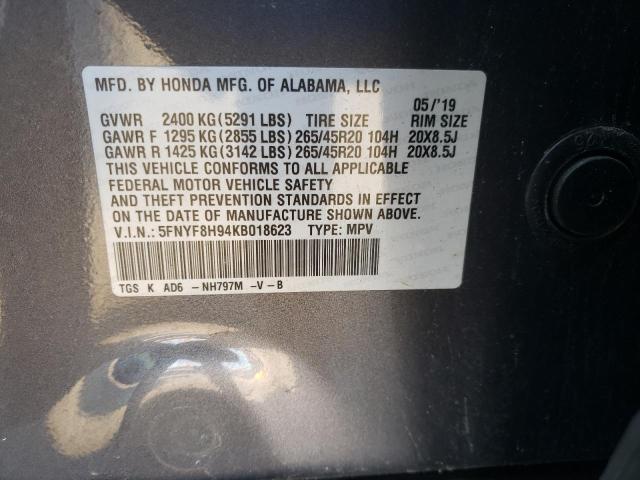 MFD. BY HONDA MFG. OF ALABAMA, LLC
05/'19
GVWR 2400 KG(5291 LBS) TIRE SIZE RIM SIZE
GAWR F 1295 KG(2855 LBS)265/45R20 104H 20X8.5J
GAWR R 1425 KG(3142 LBS)265/45R20 104H 20X8.5J
THIS VEHICLE CONFORMS TO ALL APPLICABLE
FEDERAL MOTOR VEHICLE SAFETY
AND THEFT PREVENTION STANDARDS IN EFFECT
ON THE DATE OF MANUFACTURE SHOWN ABOVE.
V.I.N.: 5FNYF8H94KB018623 TYPE: MPV
TGS K AD6 -NH797M -V-B